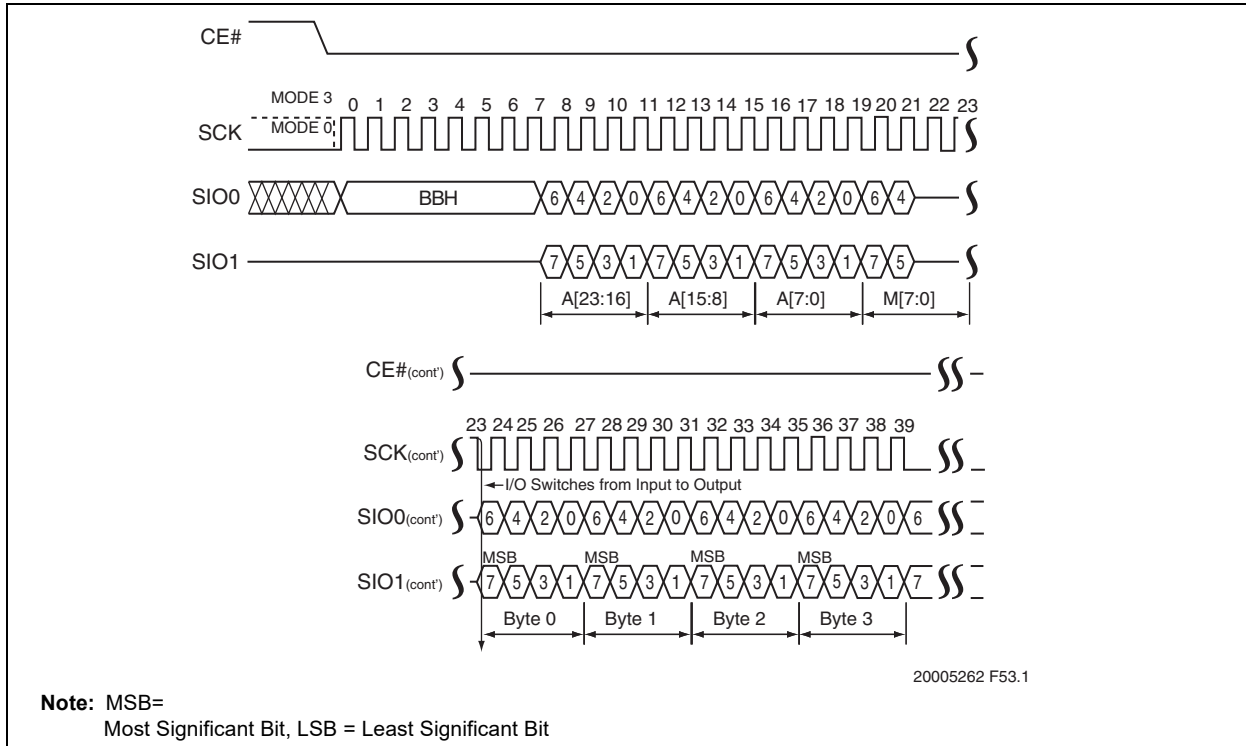 CE#
MODE 3
0 1 2 3 4 5 6 7 8 9 10 11 12 13 14 15 16 17 18 19 20 21 22 23
SCK
MODE 0
SIO0
BBH
6 4 2 0 6 4 2 0 6 4 2 0 6 4
SIO1
7 5 3 1 7 5 3 1 7 5 3 1 7 5
A[23:16] A[15:8] A[7:0] M[7:0]
CE#(cont')
23 24 25 26 27 28 29 30 31 32 33 34 35 36 37 38 39
SCK(cont')
I/O Switches from Input to Output
SIO0(cont')
6 4 2 0 6 4 2 0 6 4 2 0 6 4 2 0 6
MSB MSB MSB MSB
SIO1(cont')
7 5 3 1 7 5 3 1 7 5 3 1 7 5 3 1 7
Byte 0 Byte 1 Byte 2 Byte 3
20005262 F53.1
Note: MSB=
Most Significant Bit, LSB = Least Significant Bit